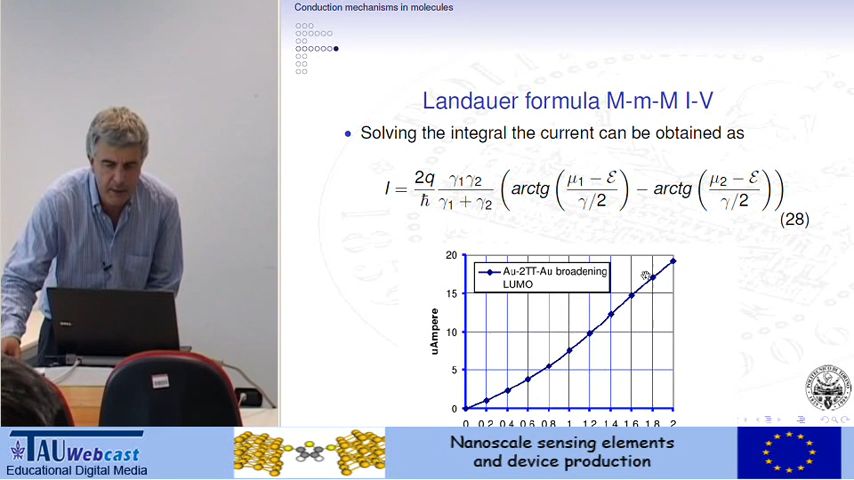 Conduction mechanisms in molecules
Landauer formula M-m-M I-V
• Solving the integral the current can be obtained as
I = 2q/ℏ γ₁γ₂/(γ₁ + γ₂) (arctg((μ₁ − ℰ)/(γ/2)) − arctg((μ₂ − ℰ)/(γ/2)))
(28)
Au-2TT-Au broadening
LUMO
uAmpere
20
15
10
5
0
0 0.2 0.4 0.6 0.8 1 1.2 1.4 1.6 1.8 2
TAU Webcast
Educational Digital Media
Nanoscale sensing elements
and device production